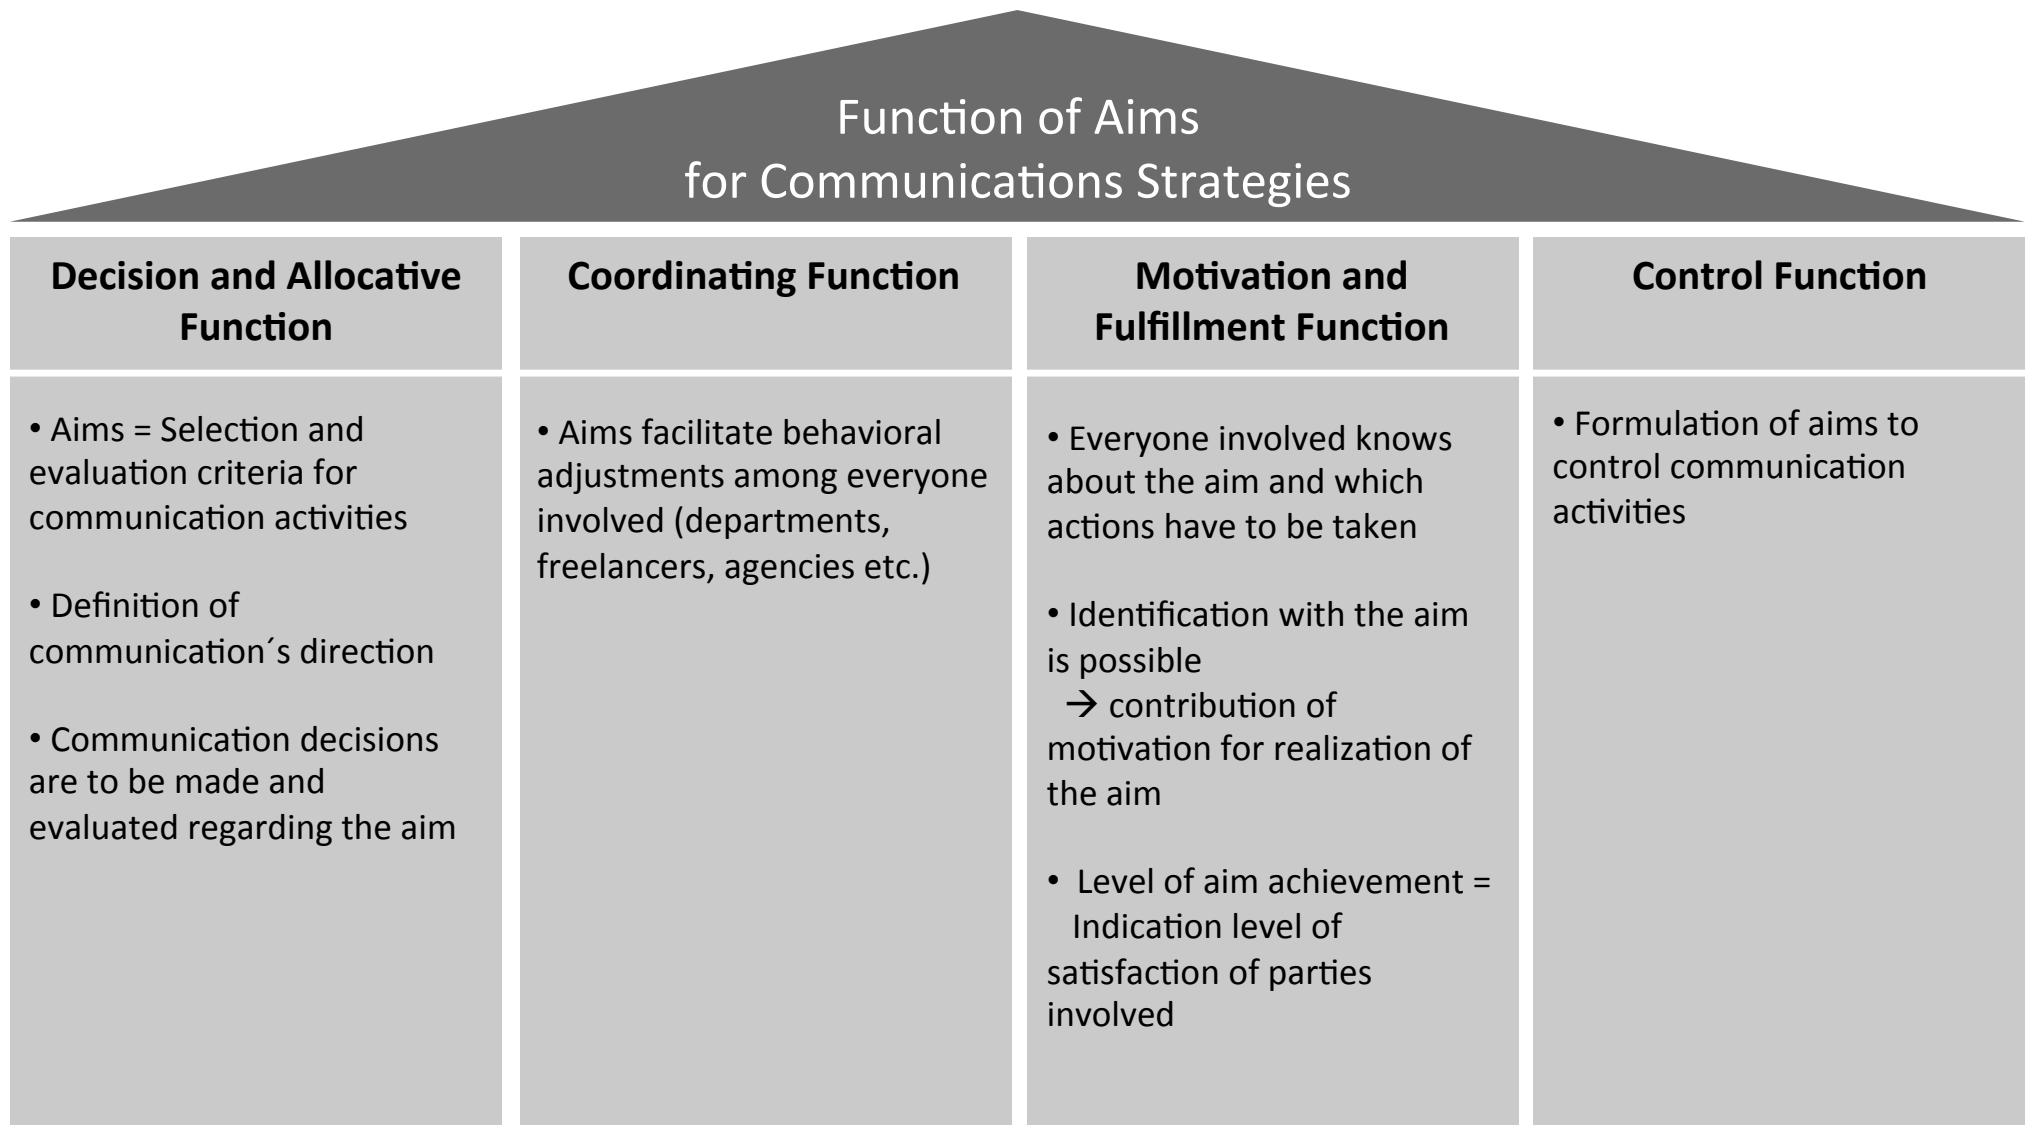 Function of Aims
for Communications Strategies
Decision and Allocative
Function
• Aims = Selection and
evaluation criteria for
communication activities
• Definition of
communication´s direction
• Communication decisions
are to be made and
evaluated regarding the aim
Coordinating Function
• Aims facilitate behavioral
adjustments among everyone
involved (departments,
freelancers, agencies etc.)
Motivation and
Fulfillment Function
• Everyone involved knows
about the aim and which
actions have to be taken
• Identification with the aim
is possible
→ contribution of
motivation for realization of
the aim
• Level of aim achievement =
Indication level of
satisfaction of parties
involved
Control Function
• Formulation of aims to
control communication
activities